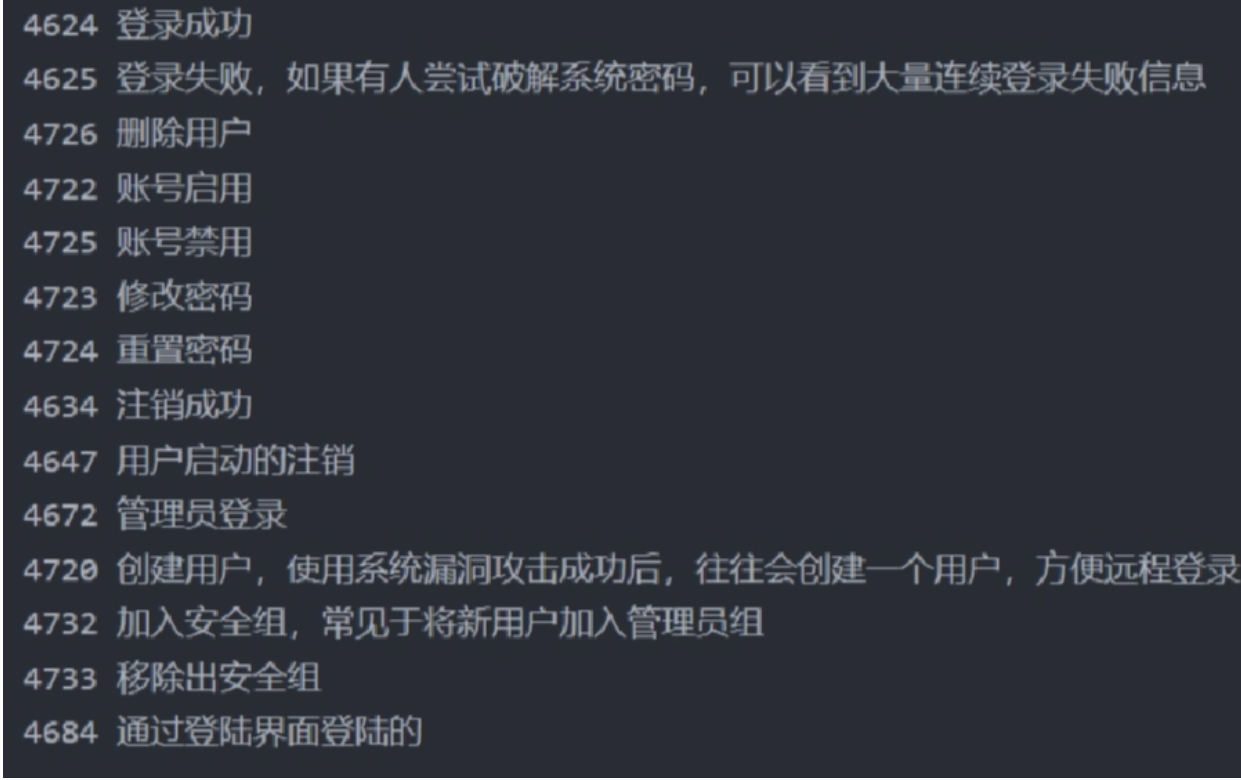 4624 登录成功
4625 登录失败，如果有人尝试破解系统密码，可以看到大量连续登录失败信息
4726 删除用户
4722 账号启用
4725 账号禁用
4723 修改密码
4724 重置密码
4634 注销成功
4647 用户启动的注销
4672 管理员登录
4720 创建用户，使用系统漏洞攻击成功后，往往会创建一个用户，方便远程登录
4732 加入安全组，常见于将新用户加入管理员组
4733 移除出安全组
4684 通过登陆界面登陆的